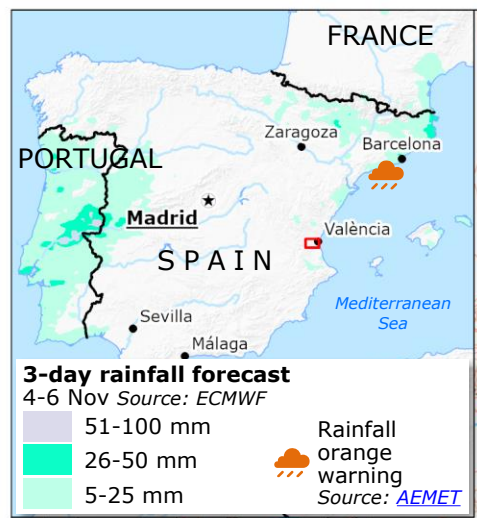 FRANCE
Zaragoza
Barcelona
PORTUGAL
Madrid
València
SPAIN
Mediterranean
Sea
Sevilla
Málaga
3-day rainfall forecast
4-6 Nov Source: ECMWF
51-100 mm
26-50 mm
5-25 mm
Rainfall
orange
warning
Source: AEMET